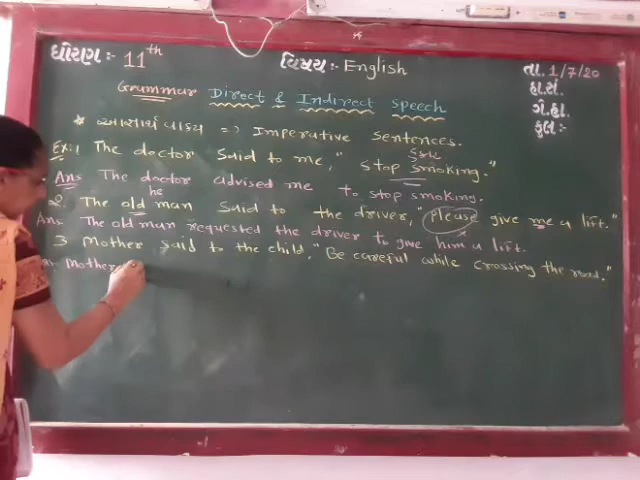 ધોરણ :- 11th વિષય :- English તા. 1/7/20
હા.સં.
ગે.હા.
કુલ :-
Grammar Direct & Indirect Speech
* આજ્ઞાર્થ વાક્ય => Imperative Sentences.
Ex:1 The doctor said to me, " Stop smoking."
Ans The doctor advised me to stop smoking.
he
2 The old man said to the driver, "Please give me a lift."
Ans The old man requested the driver to give him a lift.
3 Mother said to the child, "Be careful while crossing the road."
Mother